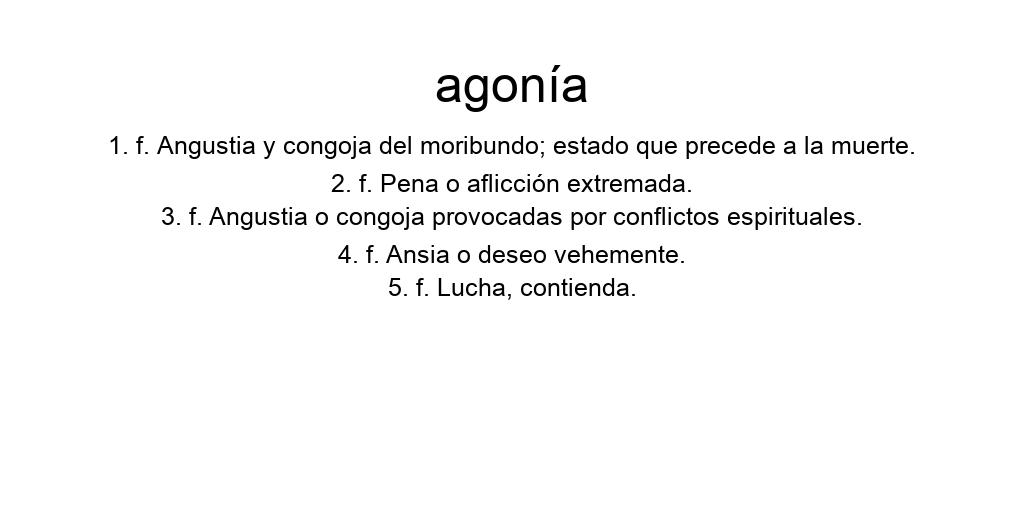 agonía
1. f. Angustia y congoja del moribundo; estado que precede a la muerte.
2. f. Pena o aflicción extremada.
3. f. Angustia o congoja provocadas por conflictos espirituales.
4. f. Ansia o deseo vehemente.
5. f. Lucha, contienda.